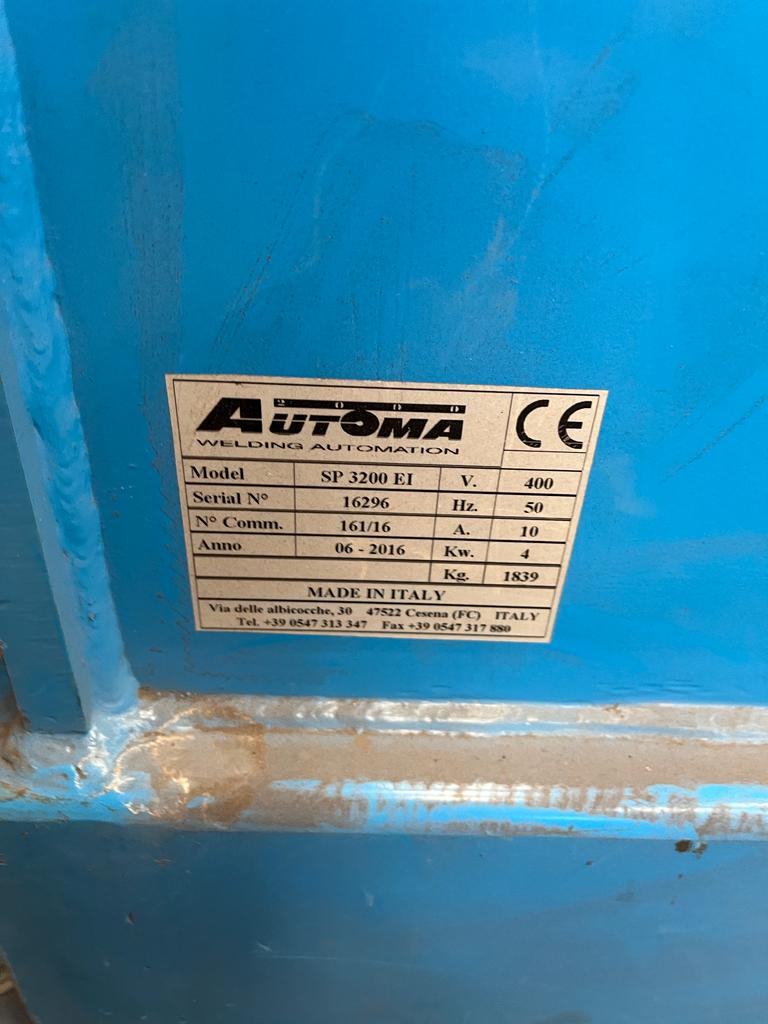 2000
AUTOMA
WELDING AUTOMATION
CE
Model SP 3200 EI V. 400
Serial N° 16296 Hz. 50
N° Comm. 161/16 A. 10
Anno 06 - 2016 Kw. 4
Kg. 1839
MADE IN ITALY
Via delle albicocche, 30 47522 Cesena (FC) ITALY
Tel. +39 0547 313 347 Fax +39 0547 317 880